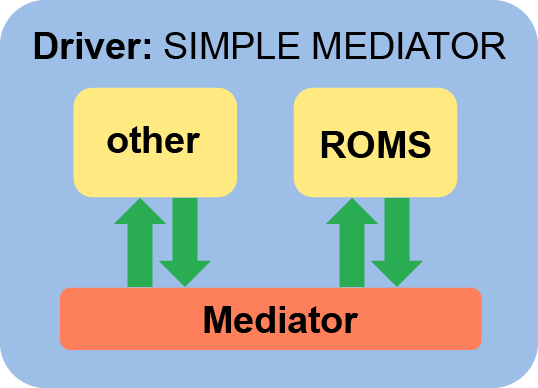 Driver: SIMPLE MEDIATOR
other
ROMS
Mediator